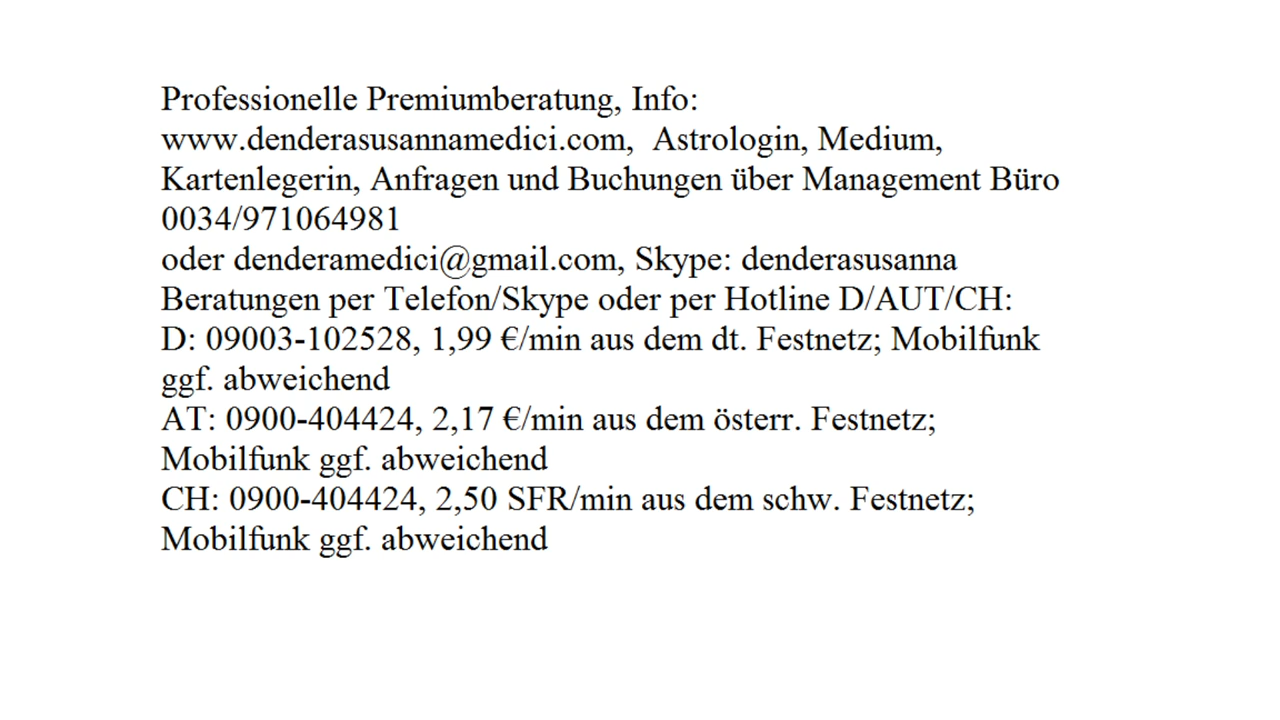 Professionelle Premiumberatung, Info:
www.denderasusannamedici.com,  Astrologin, Medium,
Kartenlegerin, Anfragen und Buchungen über Management Büro
0034/971064981
oder denderamedici@gmail.com, Skype: denderasusanna
Beratungen per Telefon/Skype oder per Hotline D/AUT/CH:
D: 09003-102528, 1,99 €/min aus dem dt. Festnetz; Mobilfunk
ggf. abweichend
AT: 0900-404424, 2,17 €/min aus dem österr. Festnetz;
Mobilfunk ggf. abweichend
CH: 0900-404424, 2,50 SFR/min aus dem schw. Festnetz;
Mobilfunk ggf. abweichend